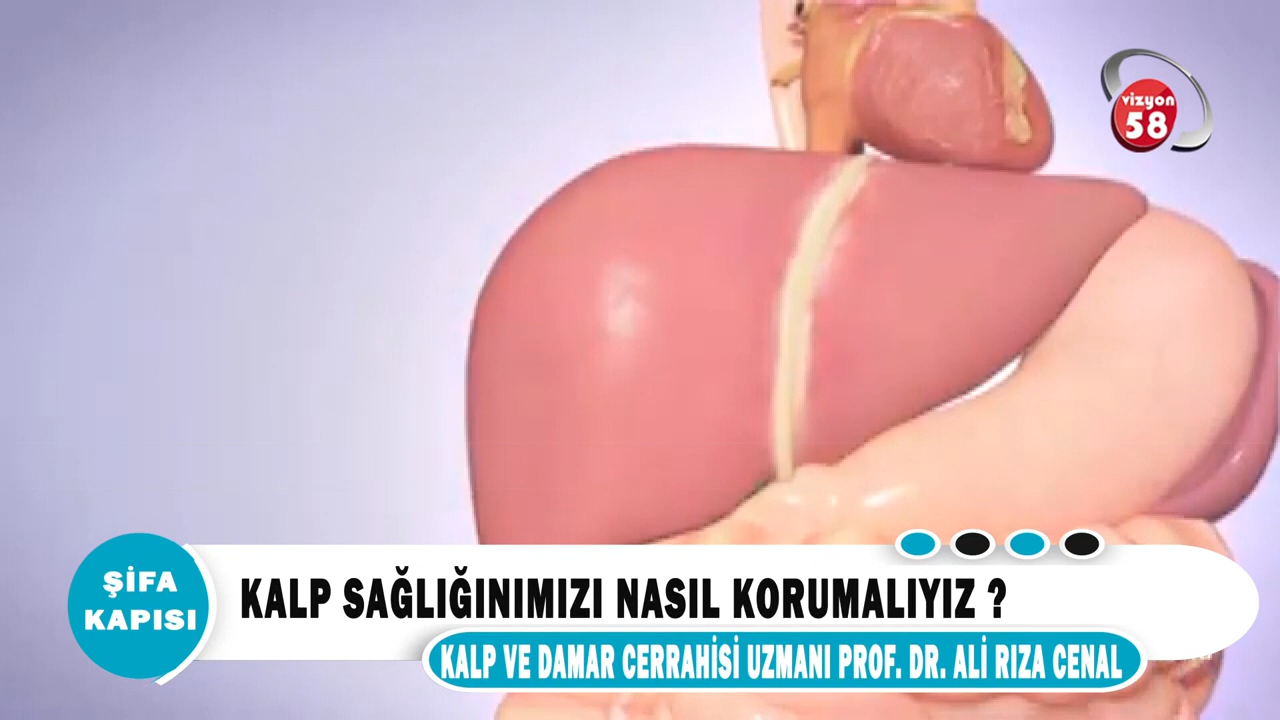 vizyon
58
ŞİFA
KAPISI
KALP SAĞLIĞINIMIZI NASIL KORUMALIYIZ ?
KALP VE DAMAR CERRAHİSİ UZMANI PROF. DR. ALİ RIZA CENAL